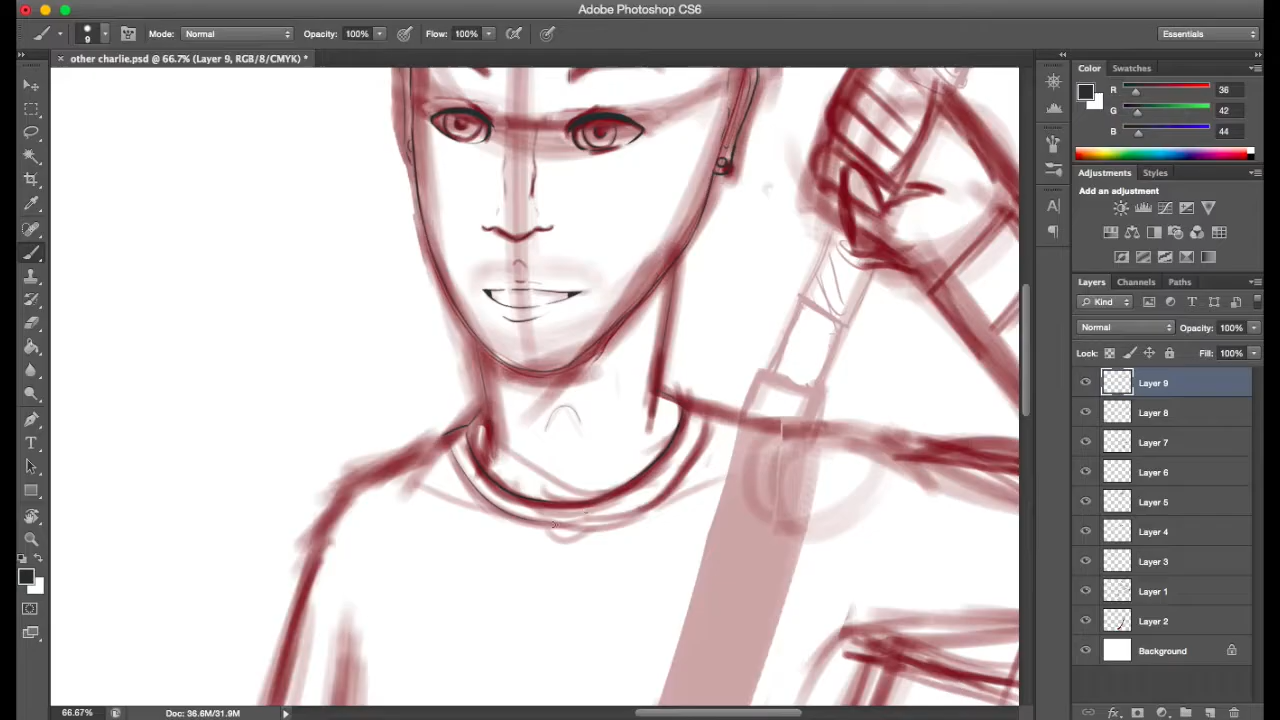 Adobe Photoshop CS6
9
Mode: Normal Opacity: 100% Flow: 100% Essentials
× other charlie.psd @ 66.7% (Layer 9, RGB/8/CMYK) *
Color Swatches
R 36
G 42
B 44
Adjustments Styles
Add an adjustment
Layers Channels Paths
Kind
Normal Opacity: 100%
Lock: Fill: 100%
Layer 9
Layer 8
Layer 7
Layer 6
Layer 5
Layer 4
Layer 3
Layer 1
Layer 2
Background
66.67% Doc: 36.6M/31.9M